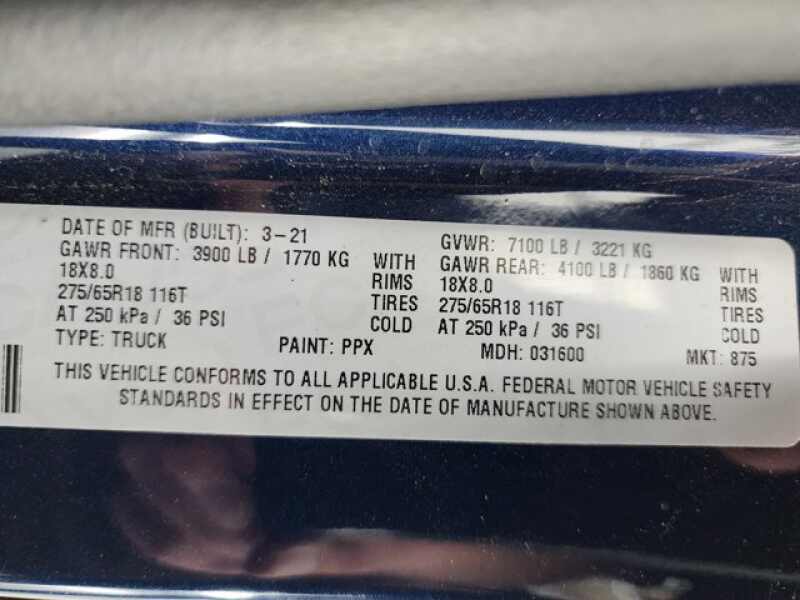 DATE OF MFR (BUILT): 3-21 GVWR: 7100 LB / 3221 KG
GAWR FRONT: 3900 LB / 1770 KG WITH GAWR REAR: 4100 LB / 1860 KG WITH
18X8.0 RIMS 18X8.0 RIMS
275/65R18 116T TIRES 275/65R18 116T TIRES
AT 250 kPa / 36 PSI COLD AT 250 kPa / 36 PSI COLD
TYPE: TRUCK PAINT: PPX MDH: 031600 MKT: 875
THIS VEHICLE CONFORMS TO ALL APPLICABLE U.S.A. FEDERAL MOTOR VEHICLE SAFETY
STANDARDS IN EFFECT ON THE DATE OF MANUFACTURE SHOWN ABOVE.